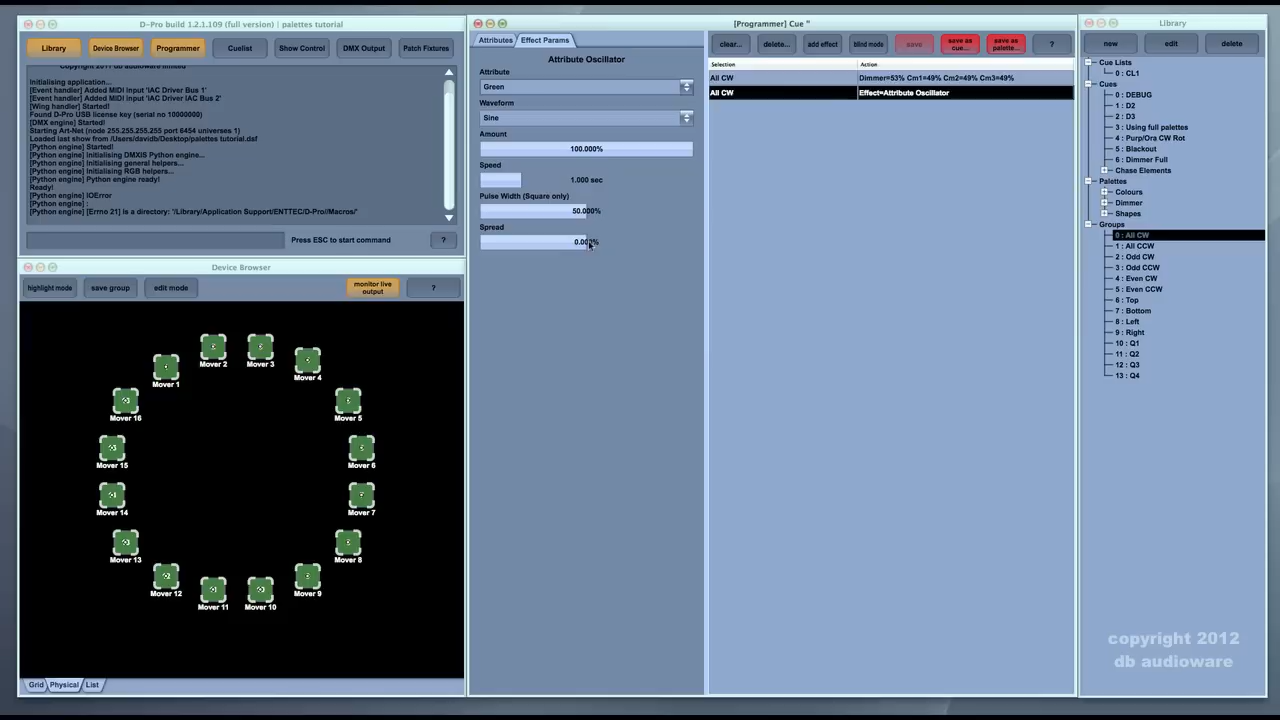 D-Pro build 1.2.1.109 (full version) | palettes tutorial
Library
Device Browser
Programmer
Cuelist
Show Control
DMX Output
Patch Fixtures
Copyright 2012 db audioware limited
Initialising application...
[Event handler] Added MIDI input 'IAC Driver Bus 1'
[Event handler] Added MIDI input 'IAC Driver IAC Bus 2'
[Wing handler] Started!
Found D-Pro USB license key (serial no 10000000)
[DMX engine] Started!
Starting Art-Net (node 255.255.255.255 port 6454 universes 1)
Loaded last show from /Users/davidb/Desktop/palettes tutorial.dsf
[Python engine] Started!
[Python engine] Initialising DMXIS Python engine...
[Python engine] Initialising general helpers...
[Python engine] Initialising RGB helpers...
[Python engine] Python engine ready!
Ready!
[Python engine] IOError
[Python engine] :
[Python engine] [Errno 21] Is a directory: '/Library/Application Support/ENTTEC/D-Pro//Macros/'
Press ESC to start command
?
Device Browser
highlight mode
save group
edit mode
monitor live
output
?
Mover 1
Mover 2
Mover 3
Mover 4
Mover 5
Mover 6
Mover 7
Mover 8
Mover 9
Mover 10
Mover 11
Mover 12
Mover 13
Mover 14
Mover 15
Mover 16
Grid
Physical
List
[Programmer] Cue ''
Attributes
Effect Params
Attribute Oscillator
Attribute
Green
Waveform
Sine
Amount
100.000%
Speed
1.000 sec
Pulse Width (Square only)
50.000%
Spread
0.000%
clear...
delete...
add effect
blind mode
save
save as
cue...
save as
palette...
?
Selection Action
All CW Dimmer=53% Cm1=49% Cm2=49% Cm3=49%
All CW Effect=Attribute Oscillator
Library
new
edit
delete
Cue Lists
0 : CL1
Cues
0 : DEBUG
1 : D2
2 : D3
3 : Using full palettes
4 : Purp/Ora CW Rot
5 : Blackout
6 : Dimmer Full
Chase Elements
Palettes
Colours
Dimmer
Shapes
Groups
0 : All CW
1 : All CCW
2 : Odd CW
3 : Odd CCW
4 : Even CW
5 : Even CCW
6 : Top
7 : Bottom
8 : Left
9 : Right
10 : Q1
11 : Q2
12 : Q3
13 : Q4
copyright 2012
db audioware